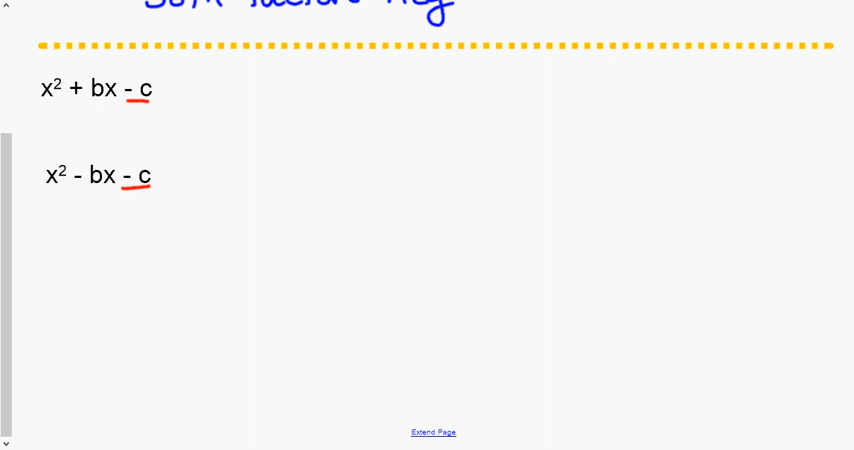 x² + bx - c
x² - bx - c
Extend Page